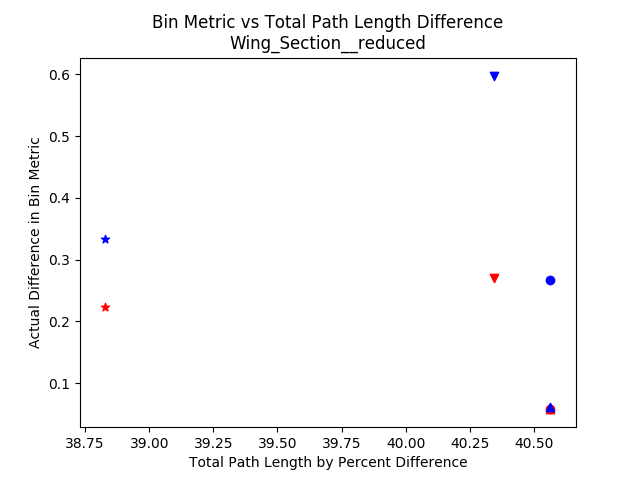 Bin Metric vs Total Path Length Difference
Wing_Section__reduced
Actual Difference in Bin Metric
0.6
0.5
0.4
0.3
0.2
0.1
38.75 39.00 39.25 39.50 39.75 40.00 40.25 40.50
Total Path Length by Percent Difference